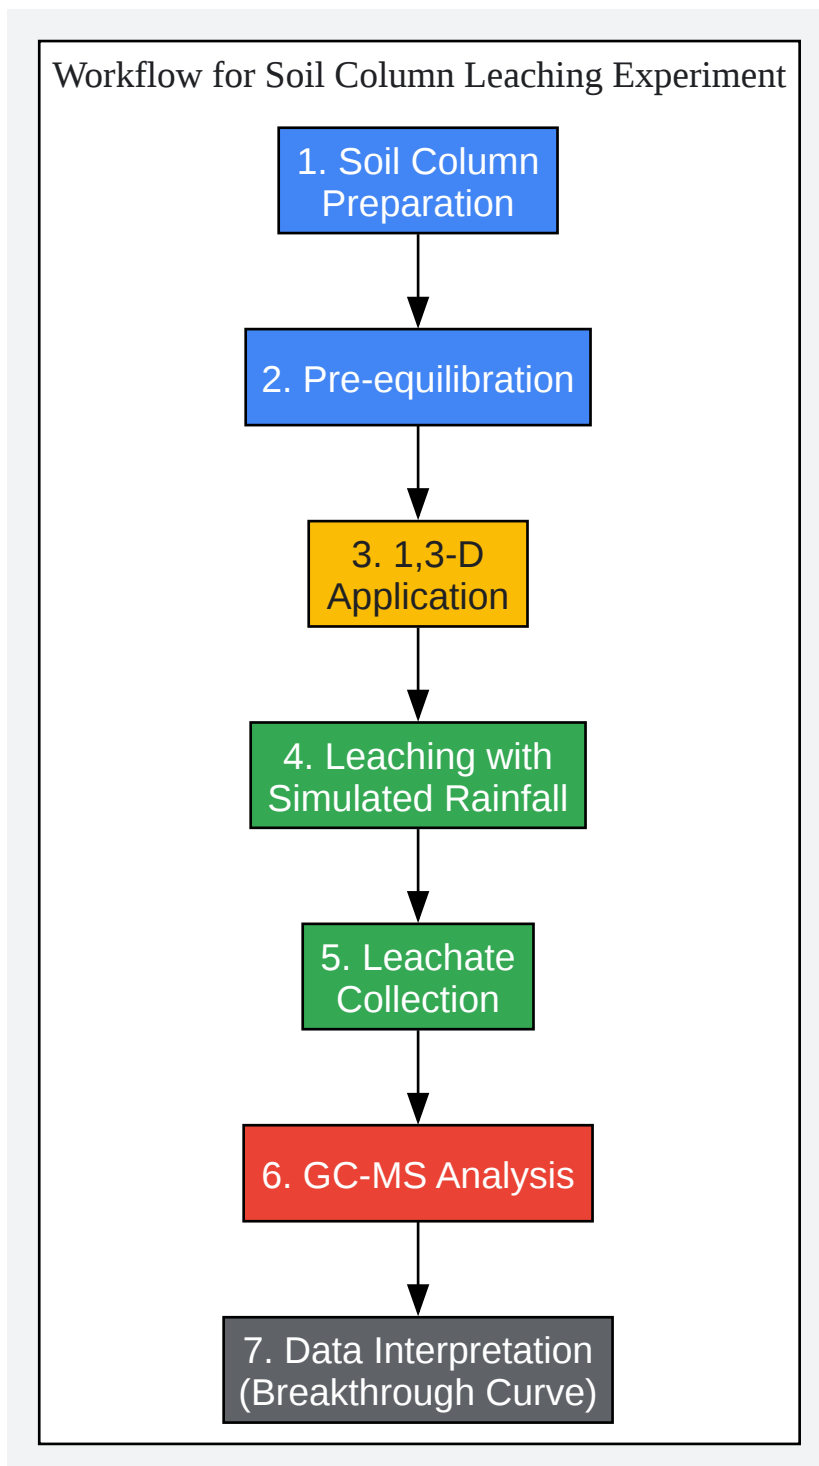 Workflow for Soil Column Leaching Experiment
1. Soil Column
Preparation
2. Pre-equilibration
3. 1,3-D
Application
4. Leaching with
Simulated Rainfall
5. Leachate
Collection
6. GC-MS Analysis
7. Data Interpretation
(Breakthrough Curve)